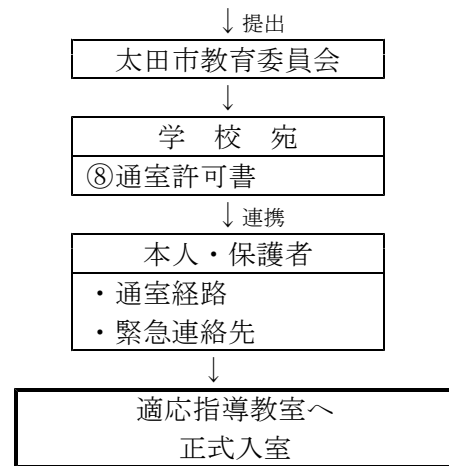 ↓提出
太田市教育委員会
↓
学 校 宛
⑧通室許可書
↓連携
本人・保護者
・通室経路
・緊急連絡先
↓
適応指導教室へ
正式入室